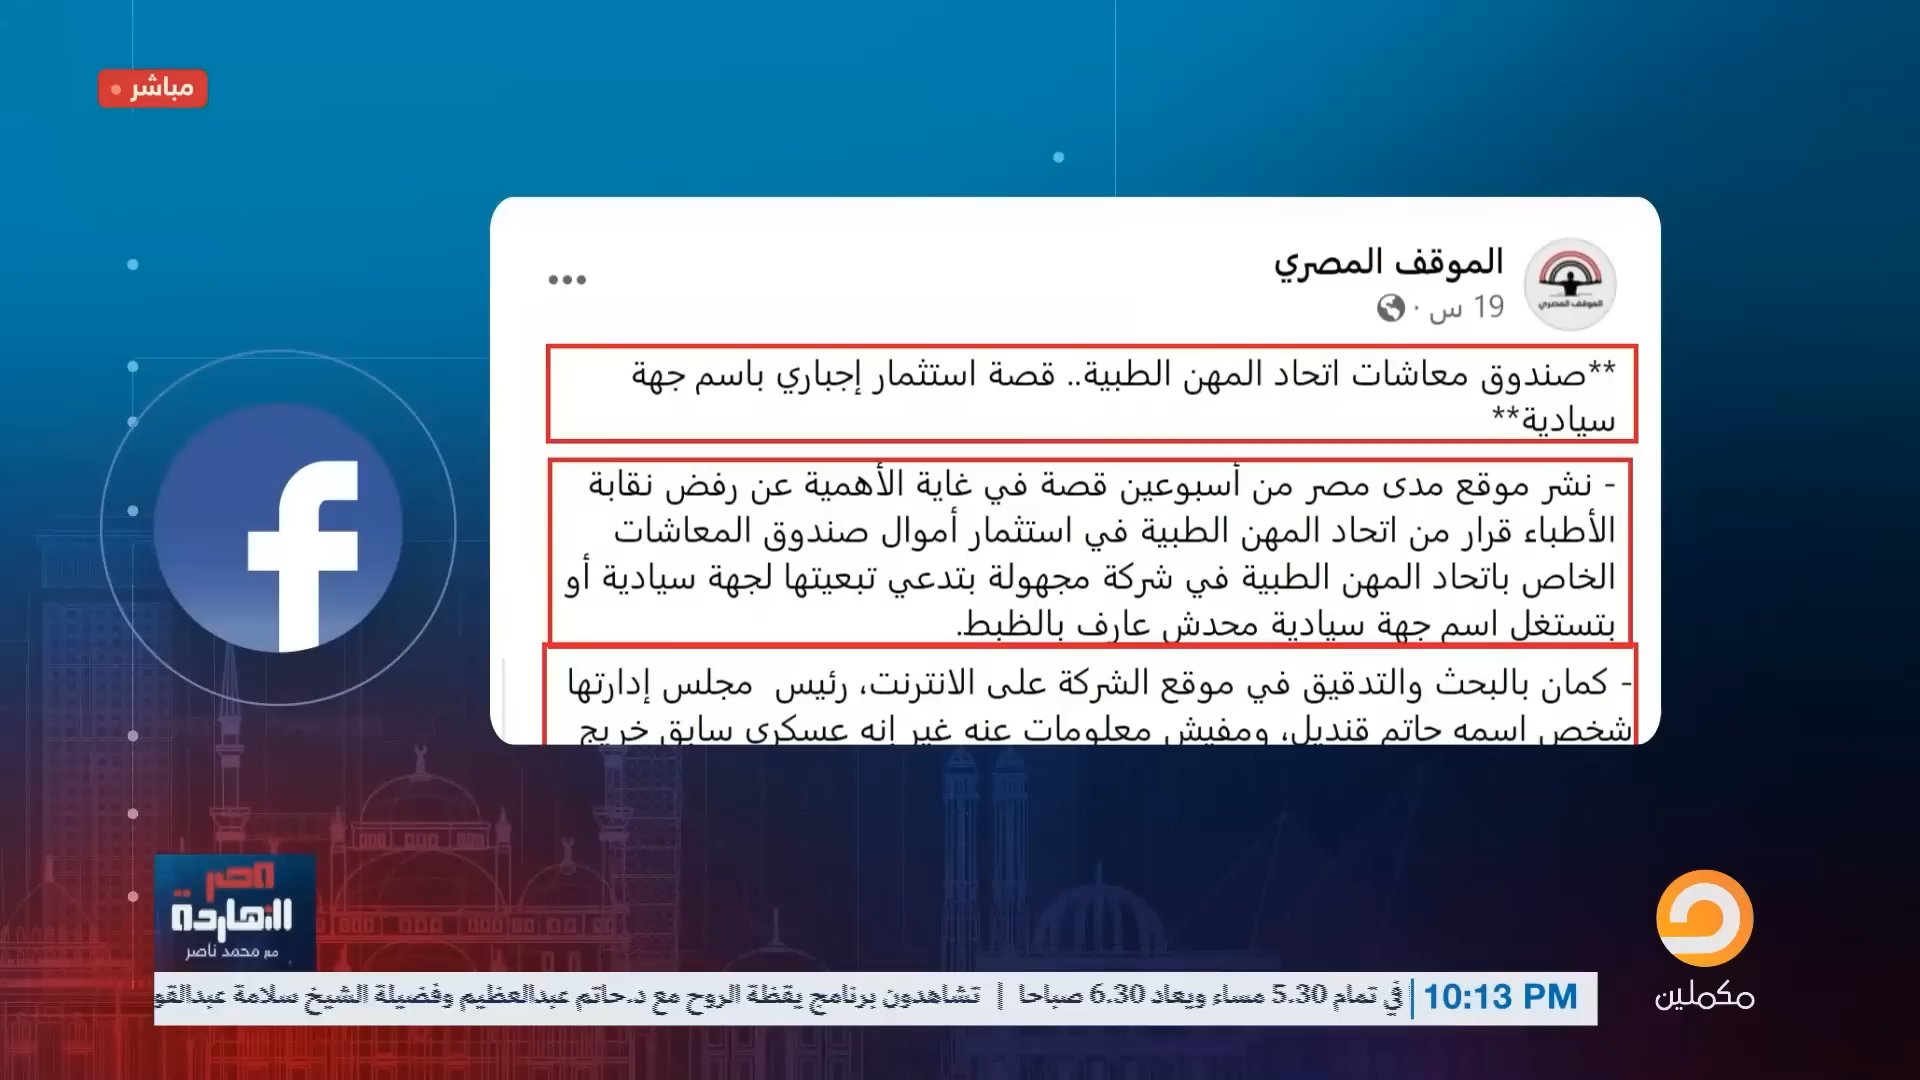 مباشر
الموقف المصري
19 س ·
الموقف المصري
**صندوق معاشات اتحاد المهن الطبية.. قصة استثمار إجباري باسم جهة
سيادية**
- نشر موقع مدى مصر من أسبوعين قصة في غاية الأهمية عن رفض نقابة
الأطباء قرار من اتحاد المهن الطبية في استثمار أموال صندوق المعاشات
الخاص باتحاد المهن الطبية في شركة مجهولة بتدعي تبعيتها لجهة سيادية أو
بتستغل اسم جهة سيادية محدش عارف بالظبط.
- كمان بالبحث والتدقيق في موقع الشركة على الانترنت، رئيس مجلس إدارتها
شخص اسمه حاتم قنديل، ومفيش معلومات عنه غير إنه عسكري سابق خريج
مصر
النهاردة
مع محمد ناصر
مكملين
10:13 PM
في تمام 5.30 مساء ويعاد 6.30 صباحا | تشاهدون برنامج يقظة الروح مع د.حاتم عبدالعظيم وفضيلة الشيخ سلامة عبدالقو